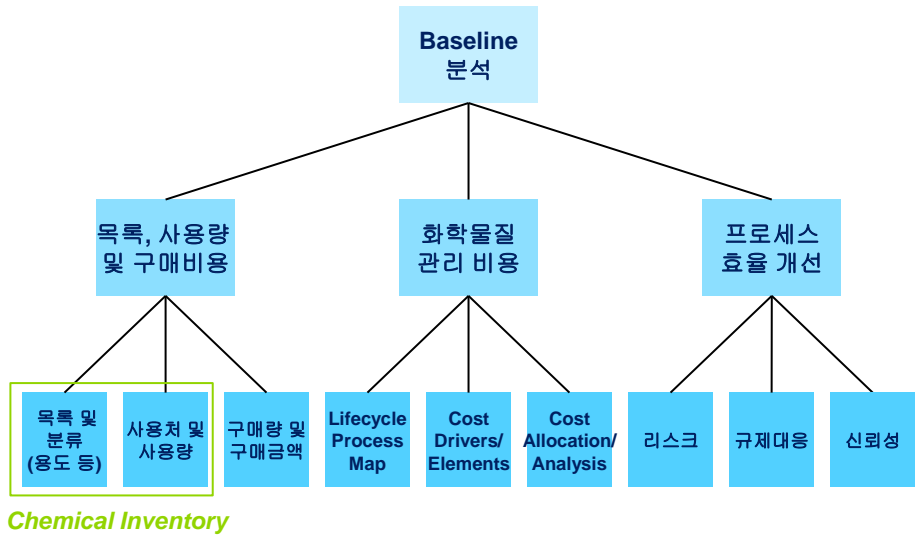 Baseline
분석
목록, 사용량
및 구매비용
화학물질
관리 비용
프로세스
효율 개선
목록 및
분류
(용도 등)
사용처 및
사용량
구매량 및
구매금액
Lifecycle
Process
Map
Cost
Drivers/
Elements
Cost
Allocation/
Analysis
리스크
규제대응
신뢰성
Chemical Inventory